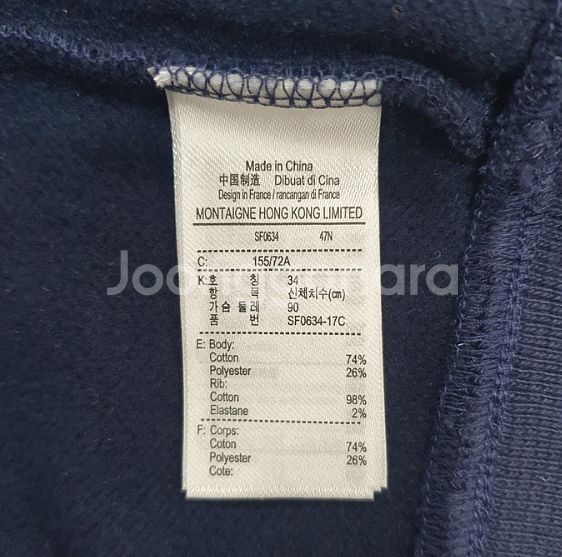 Made in China
中国制造 Dibuat di Cina
Design in France / rancangan di France
MONTAIGNE HONG KONG LIMITED
SF0634 47N
C: 155/72A
K: 호 칭 34
항 목 신체치수(cm)
가슴 둘레 90
품 번 SF0634-17C
E: Body:
Cotton 74%
Polyester 26%
Rib:
Cotton 98%
Elastane 2%
F: Corps:
Coton 74%
Polyester 26%
Cote: